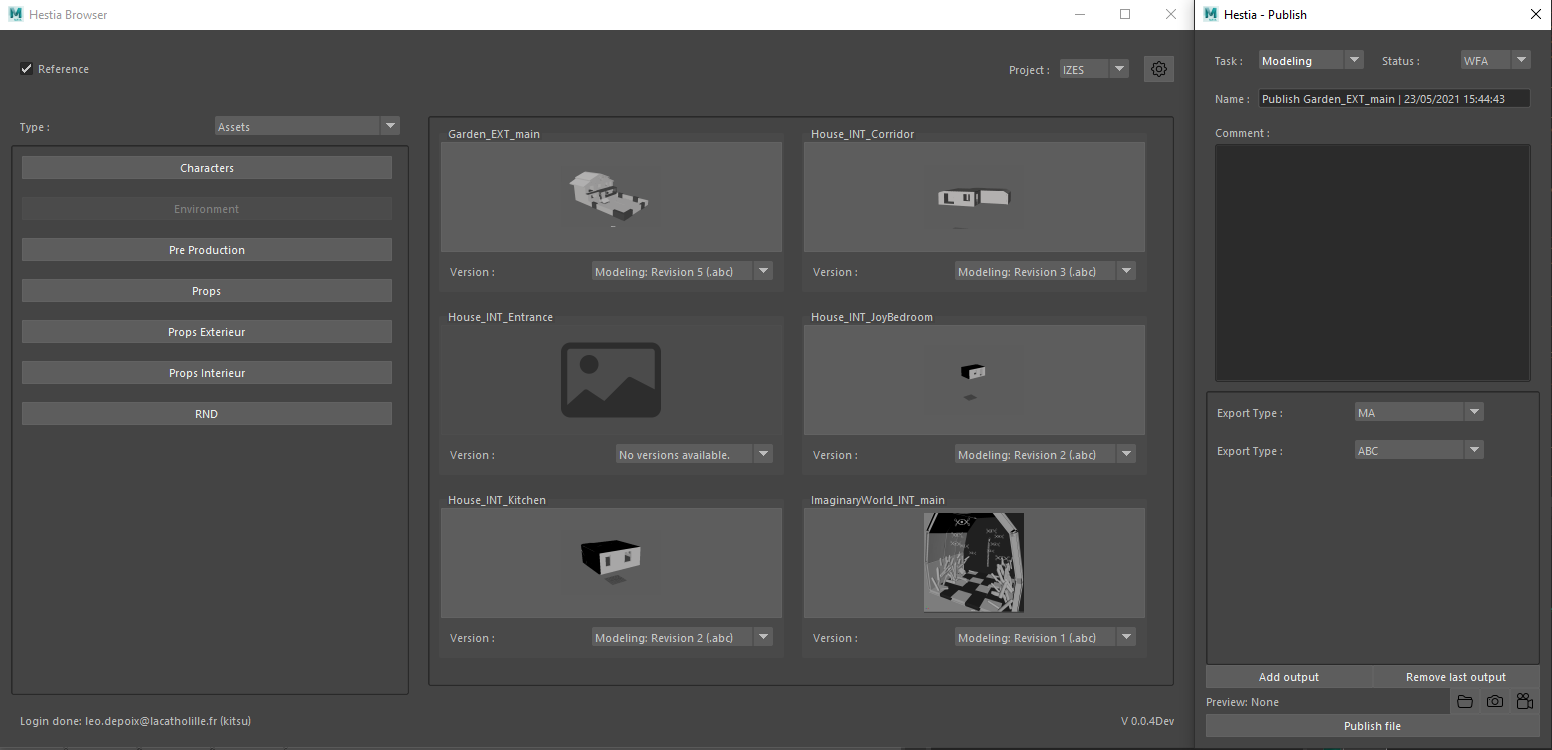 Hestia Browser
Reference
Project :
IZES
Type :
Assets
Characters
Environment
Pre Production
Props
Props Exterieur
Props Interieur
RND
Garden_EXT_main
Version :
Modeling: Revision 5 (.abc)
House_INT_Corridor
Version :
Modeling: Revision 3 (.abc)
House_INT_Entrance
Version :
No versions available.
House_INT_JoyBedroom
Version :
Modeling: Revision 2 (.abc)
House_INT_Kitchen
Version :
Modeling: Revision 2 (.abc)
ImaginaryWorld_INT_main
Version :
Modeling: Revision 1 (.abc)
Login done: leo.depoix@lacatholille.fr (kitsu)
V 0.0.4Dev
Hestia - Publish
Task :
Modeling
Status :
WFA
Name :
Publish Garden_EXT_main | 23/05/2021 15:44:43
Comment :
Export Type :
MA
Export Type :
ABC
Add output
Remove last output
Preview: None
Publish file